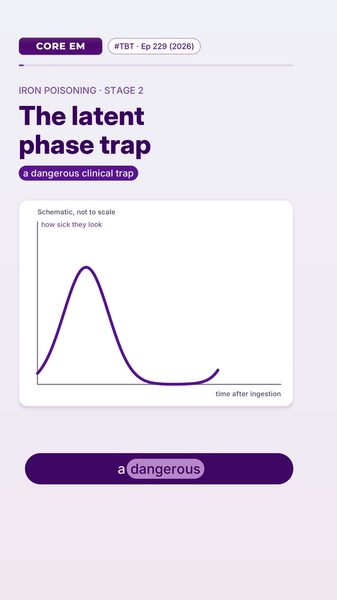 CORE EM
#TBT · Ep 229 (2026)
IRON POISONING · STAGE 2
The latent
phase trap
a dangerous clinical trap
Schematic, not to scale
how sick they look
time after ingestion
a dangerous